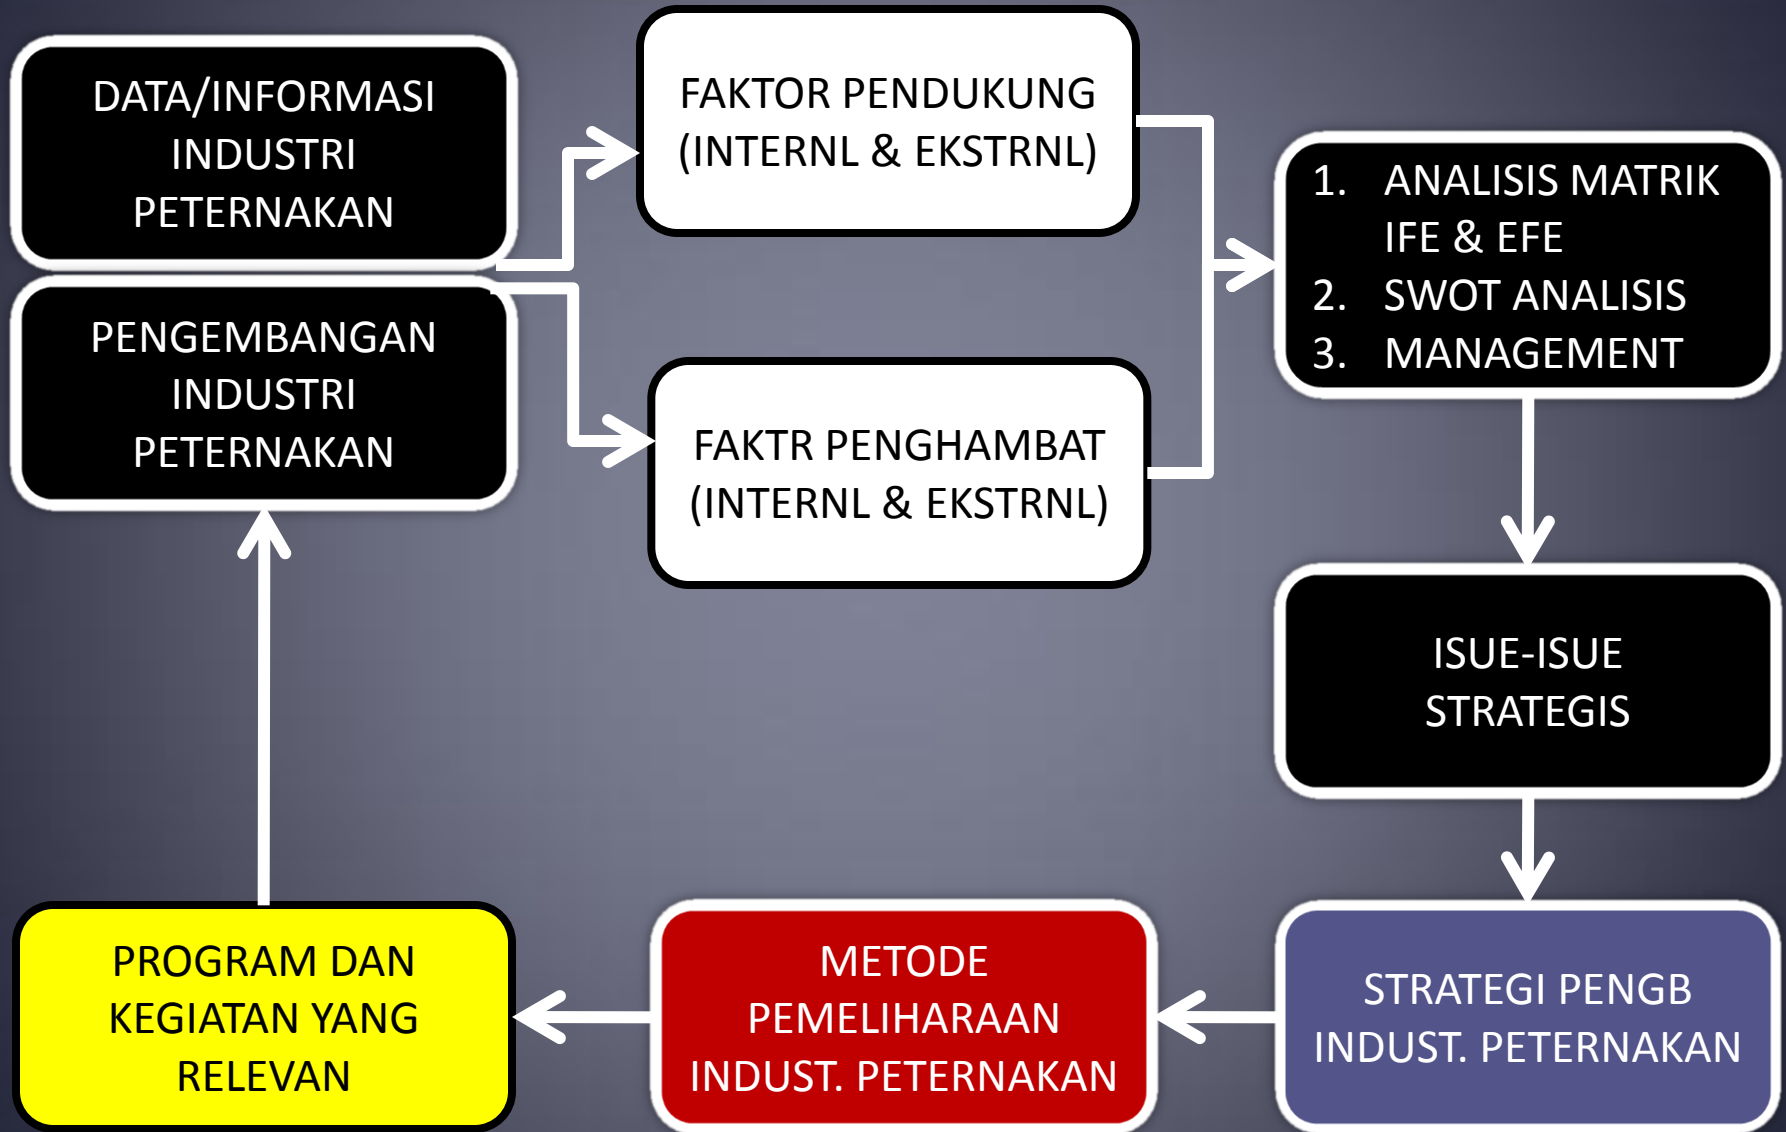 DATA/INFORMASI
INDUSTRI
PETERNAKAN
PENGEMBANGAN
INDUSTRI
PETERNAKAN
FAKTOR PENDUKUNG
(INTERNL & EKSTRNL)
FAKTR PENGHAMBAT
(INTERNL & EKSTRNL)
1. ANALISIS MATRIK
IFE & EFE
2. SWOT ANALISIS
3. MANAGEMENT
ISUE-ISUE
STRATEGIS
STRATEGI PENGB
INDUST. PETERNAKAN
METODE
PEMELIHARAAN
INDUST. PETERNAKAN
PROGRAM DAN
KEGIATAN YANG
RELEVAN